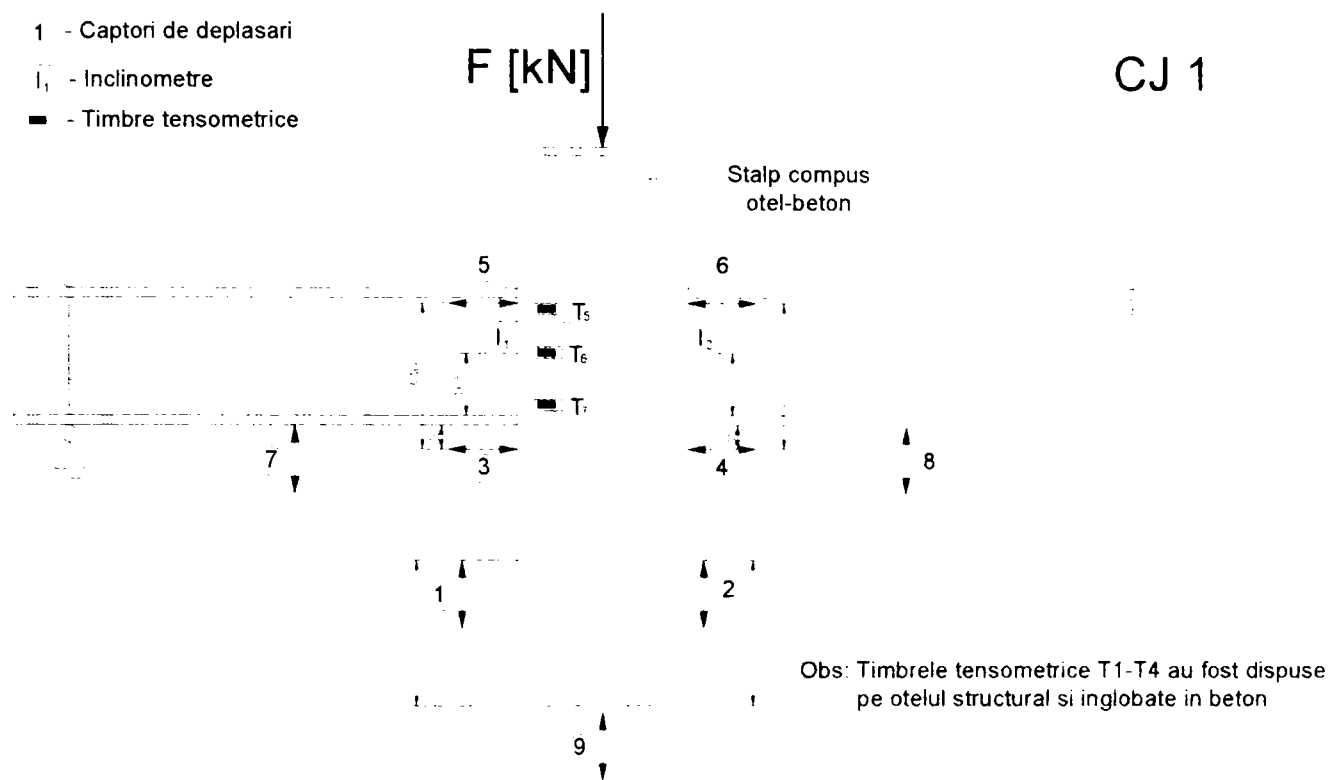 1 - Captori de deplasari
I₁ - Inclinometre
- Timbre tensometrice
F [kN]
CJ 1
Stalp compus
otel-beton
5
6
T₅
I₁
I₂
T₆
T₇
7
3
4
8
1
2
Obs: Timbrele tensometrice T1-T4 au fost dispuse
pe otelul structural si inglobate in beton
9